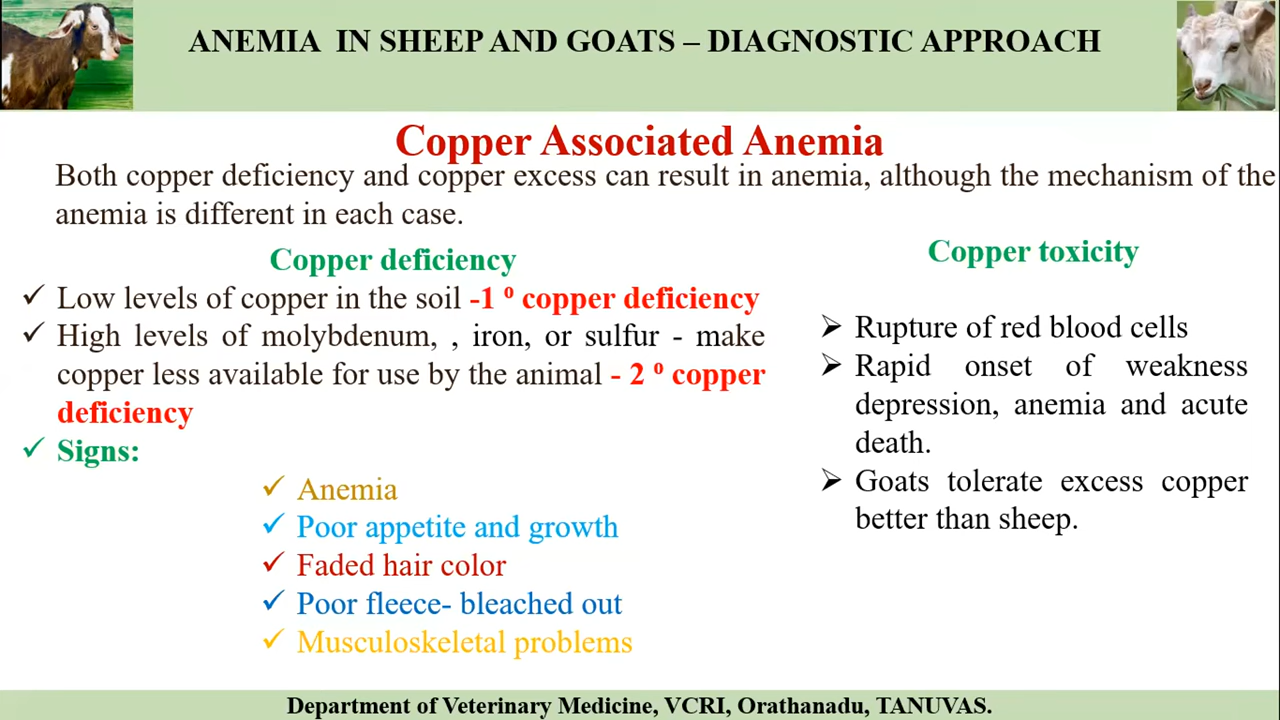 ANEMIA IN SHEEP AND GOATS – DIAGNOSTIC APPROACH
Copper Associated Anemia
Both copper deficiency and copper excess can result in anemia, although the mechanism of the
anemia is different in each case.
Copper deficiency
✓ Low levels of copper in the soil -1 ⁰ copper deficiency
✓ High levels of molybdenum, , iron, or sulfur - make
copper less available for use by the animal - 2 ⁰ copper
deficiency
✓ Signs:
✓ Anemia
✓ Poor appetite and growth
✓ Faded hair color
✓ Poor fleece- bleached out
✓ Musculoskeletal problems
Copper toxicity
➢ Rupture of red blood cells
➢ Rapid onset of weakness
depression, anemia and acute
death.
➢ Goats tolerate excess copper
better than sheep.
Department of Veterinary Medicine, VCRI, Orathanadu, TANUVAS.